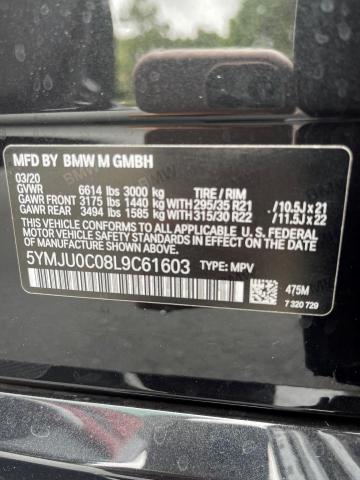 MFD BY BMW M GMBH
03/20
GVWR 6614 lbs 3000 kg TIRE / RIM
GAWR FRONT 3175 lbs 1440 kg WITH 295/35 R21 /10.5J x 21
GAWR REAR 3494 lbs 1585 kg WITH 315/30 R22 /11.5J x 22
THIS VEHICLE CONFORMS TO ALL APPLICABLE U.S. FEDERAL MOTOR
VEHICLE SAFETY STANDARDS IN EFFECT ON THE DATE OF
MANUFACTURE SHOWN ABOVE.
5YMJU0C08L9C61603 TYPE: MPV
475M
7 320 729